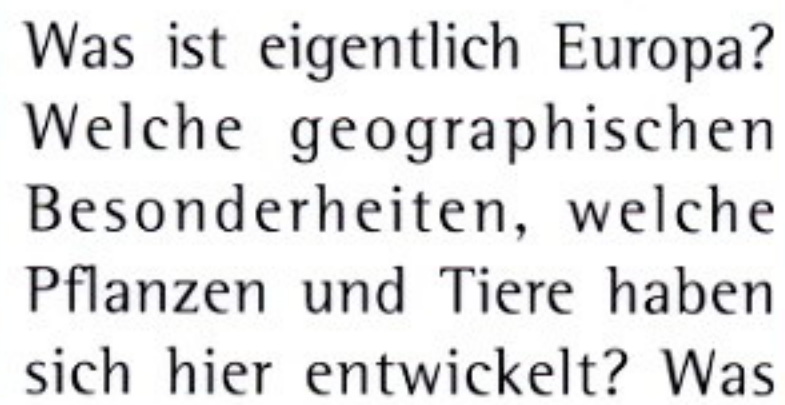 Was ist eigentlich Europa?
Welche geographischen
Besonderheiten, welche
Pflanzen und Tiere haben
sich hier entwickelt? Was